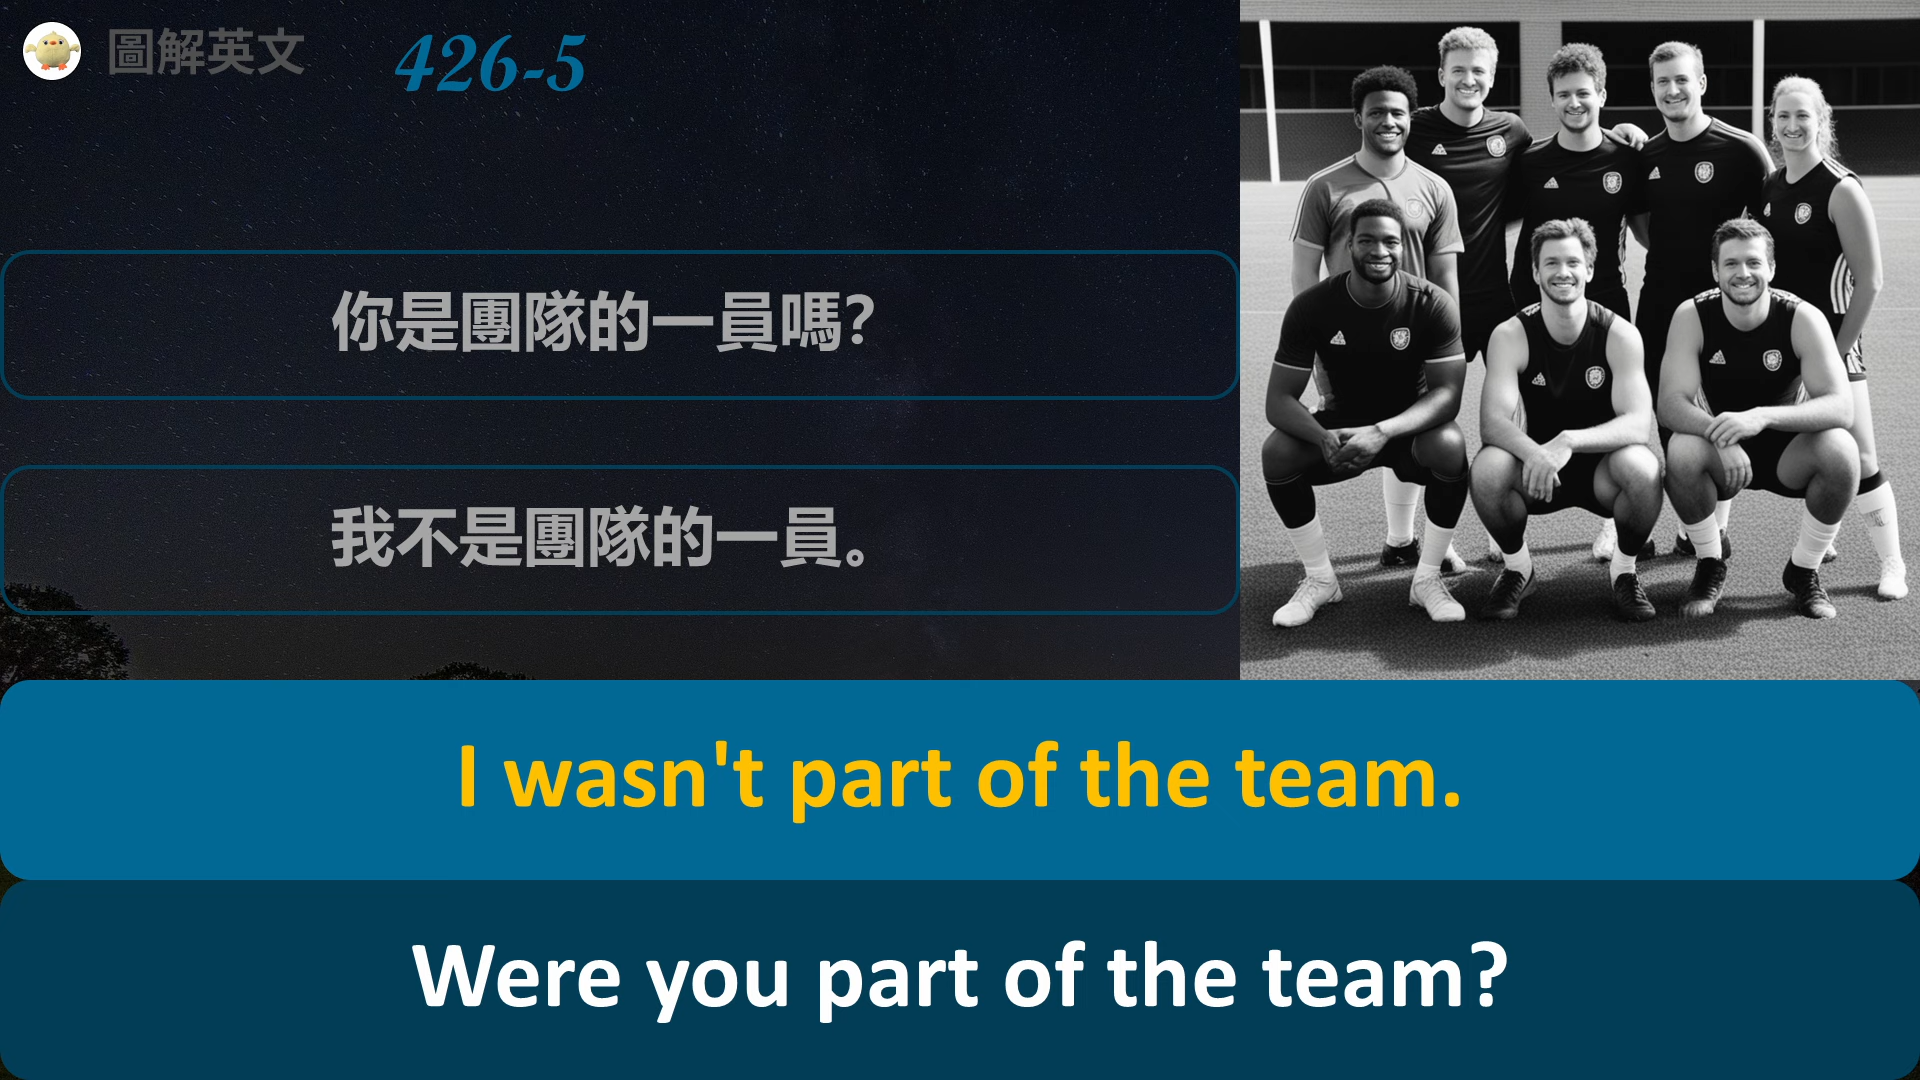 圖解英文
426-5
你是團隊的一員嗎?
我不是團隊的一員。
I wasn't part of the team.
Were you part of the team?